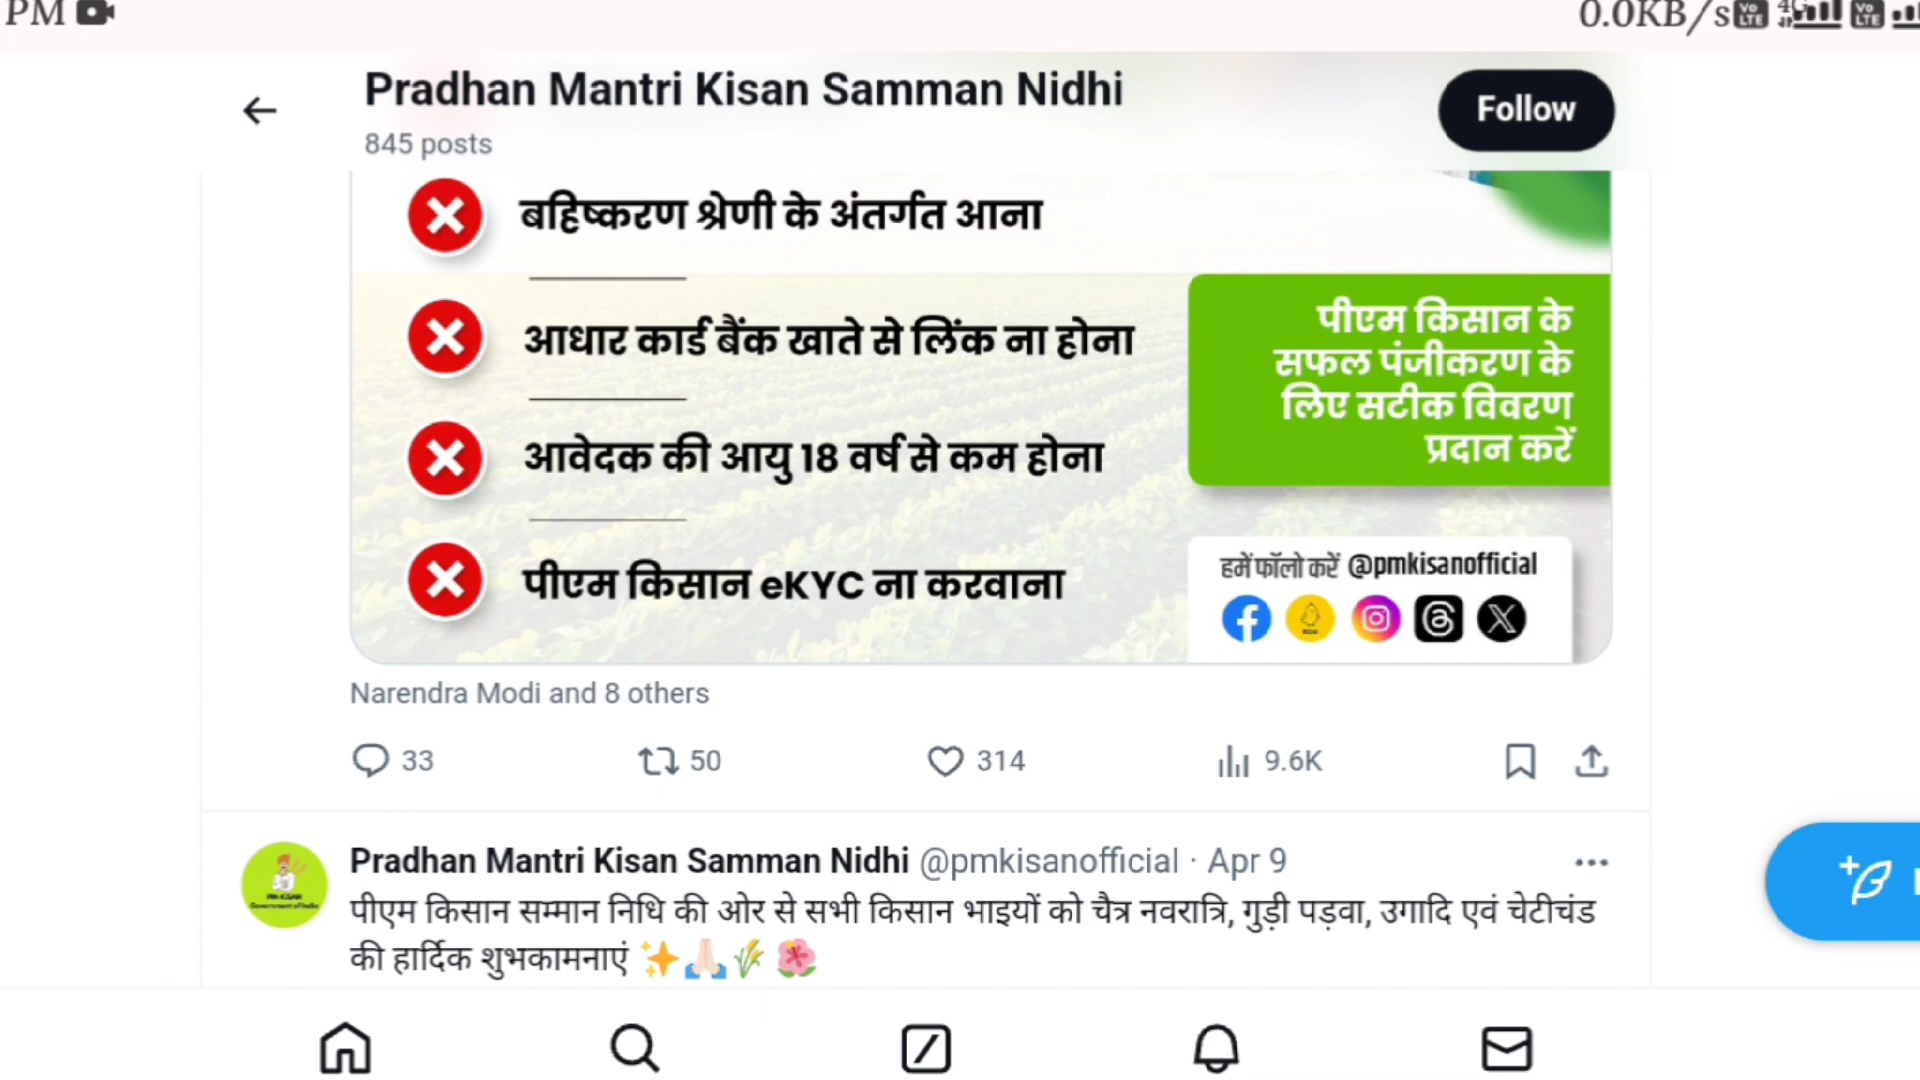 PM
0.0KB/s
Pradhan Mantri Kisan Samman Nidhi
845 posts
Follow
बहिष्करण श्रेणी के अंतर्गत आना
आधार कार्ड बैंक खाते से लिंक ना होना
आवेदक की आयु 18 वर्ष से कम होना
पीएम किसान eKYC ना करवाना
पीएम किसान के
सफल पंजीकरण के
लिए सटीक विवरण
प्रदान करें
हमें फॉलो करें @pmkisanofficial
Narendra Modi and 8 others
33 50 314 9.6K
Pradhan Mantri Kisan Samman Nidhi @pmkisanofficial · Apr 9
पीएम किसान सम्मान निधि की ओर से सभी किसान भाइयों को चैत्र नवरात्रि, गुड़ी पड़वा, उगादि एवं चेटीचंड
की हार्दिक शुभकामनाएं ✨🙏🏻🌾🌺